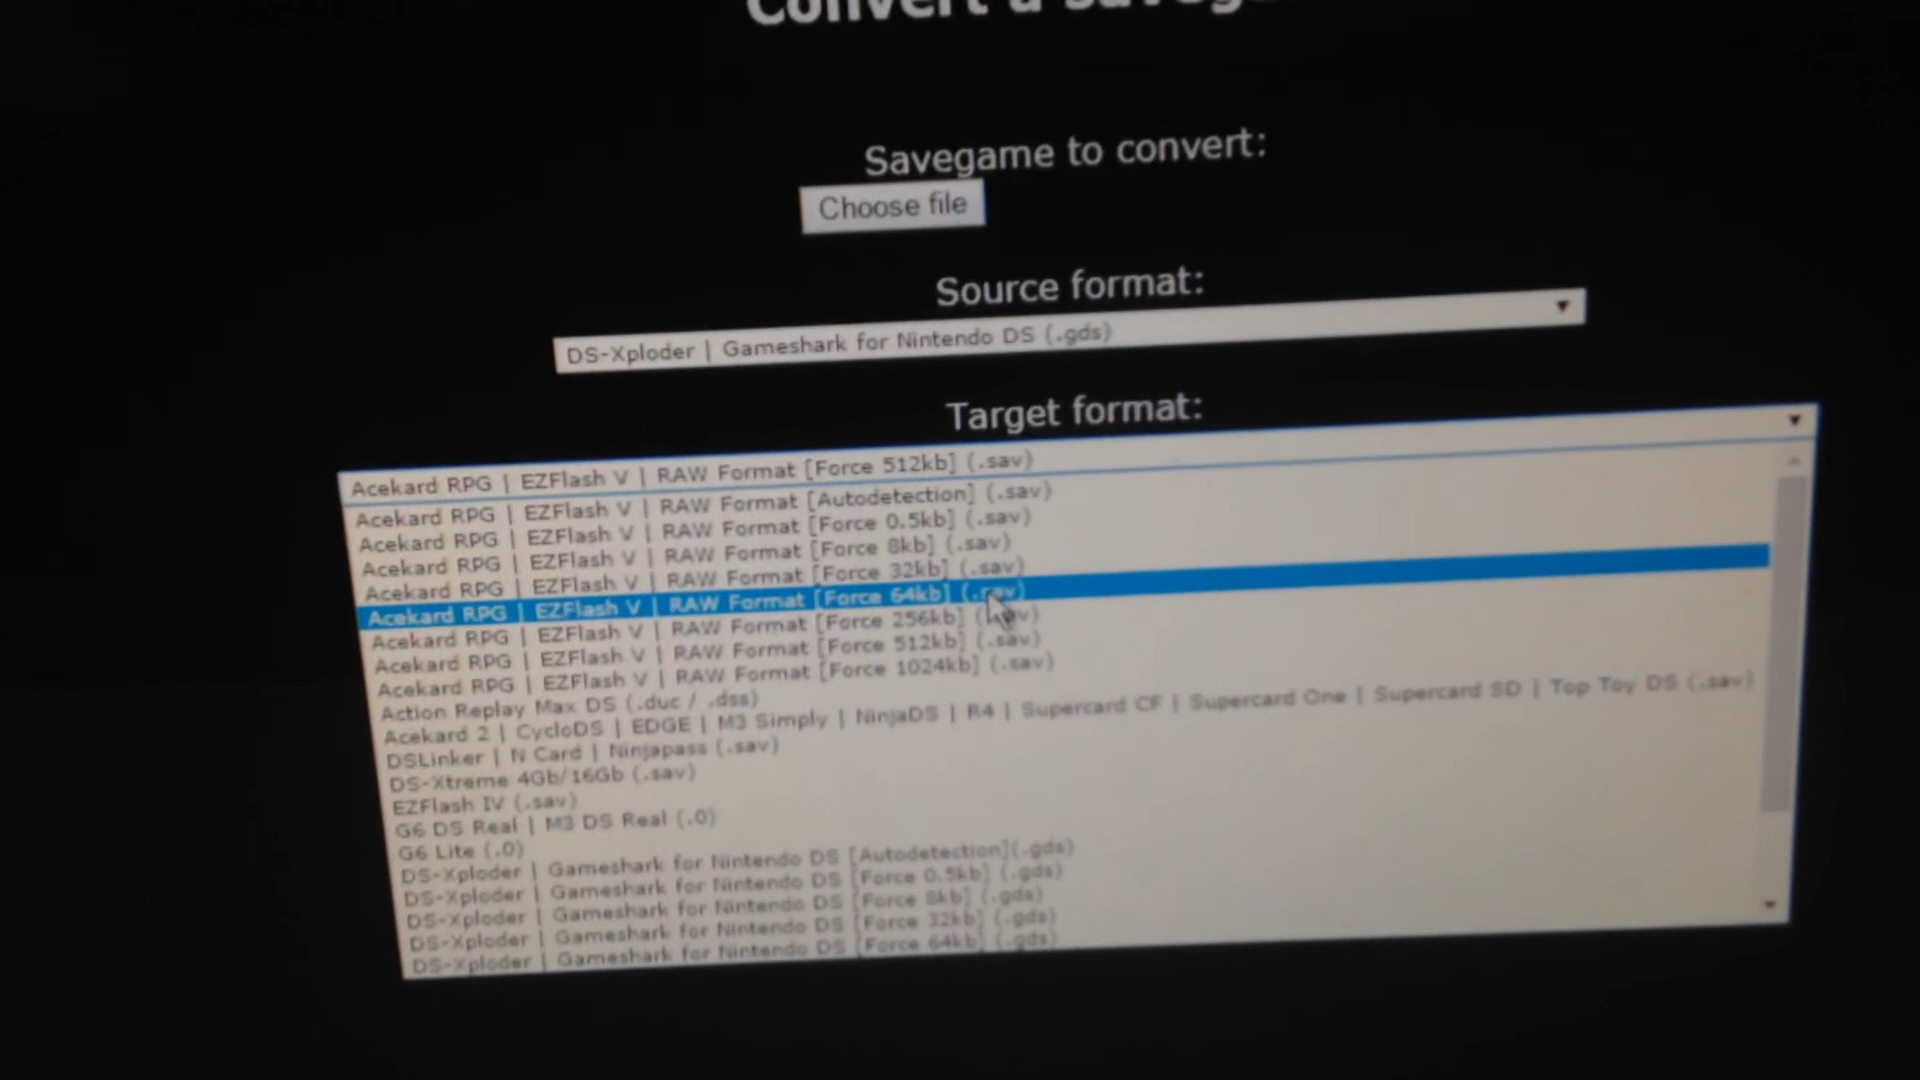 Convert a savega
Savegame to convert:
Choose file
Source format:
DS-Xploder | Gameshark for Nintendo DS (.gds)
Target format:
Acekard RPG | EZFlash V | RAW Format [Force 512kb] (.sav)
Acekard RPG | EZFlash V | RAW Format [Autodetection] (.sav)
Acekard RPG | EZFlash V | RAW Format [Force 0.5kb] (.sav)
Acekard RPG | EZFlash V | RAW Format [Force 8kb] (.sav)
Acekard RPG | EZFlash V | RAW Format [Force 32kb] (.sav)
Acekard RPG | EZFlash V | RAW Format [Force 64kb] (.sav)
Acekard RPG | EZFlash V | RAW Format [Force 256kb] (.sav)
Acekard RPG | EZFlash V | RAW Format [Force 512kb] (.sav)
Acekard RPG | EZFlash V | RAW Format [Force 1024kb] (.sav)
Action Replay Max DS (.duc / .dss)
Acekard 2 | CycloDS | EDGE | M3 Simply | NinjaDS | R4 | Supercard CF | Supercard One | Supercard SD | Top Toy DS (.sav)
DSLinker | N Card | Ninjapass (.sav)
DS-Xtreme 4Gb/16Gb (.sav)
EZFlash IV (.sav)
G6 DS Real | M3 DS Real (.0)
G6 Lite (.0)
DS-Xploder | Gameshark for Nintendo DS [Autodetection](.gds)
DS-Xploder | Gameshark for Nintendo DS [Force 0.5kb] (.gds)
DS-Xploder | Gameshark for Nintendo DS [Force 8kb] (.gds)
DS-Xploder | Gameshark for Nintendo DS [Force 32kb] (.gds)
DS-Xploder | Gameshark for Nintendo DS [Force 64kb] (.gds)